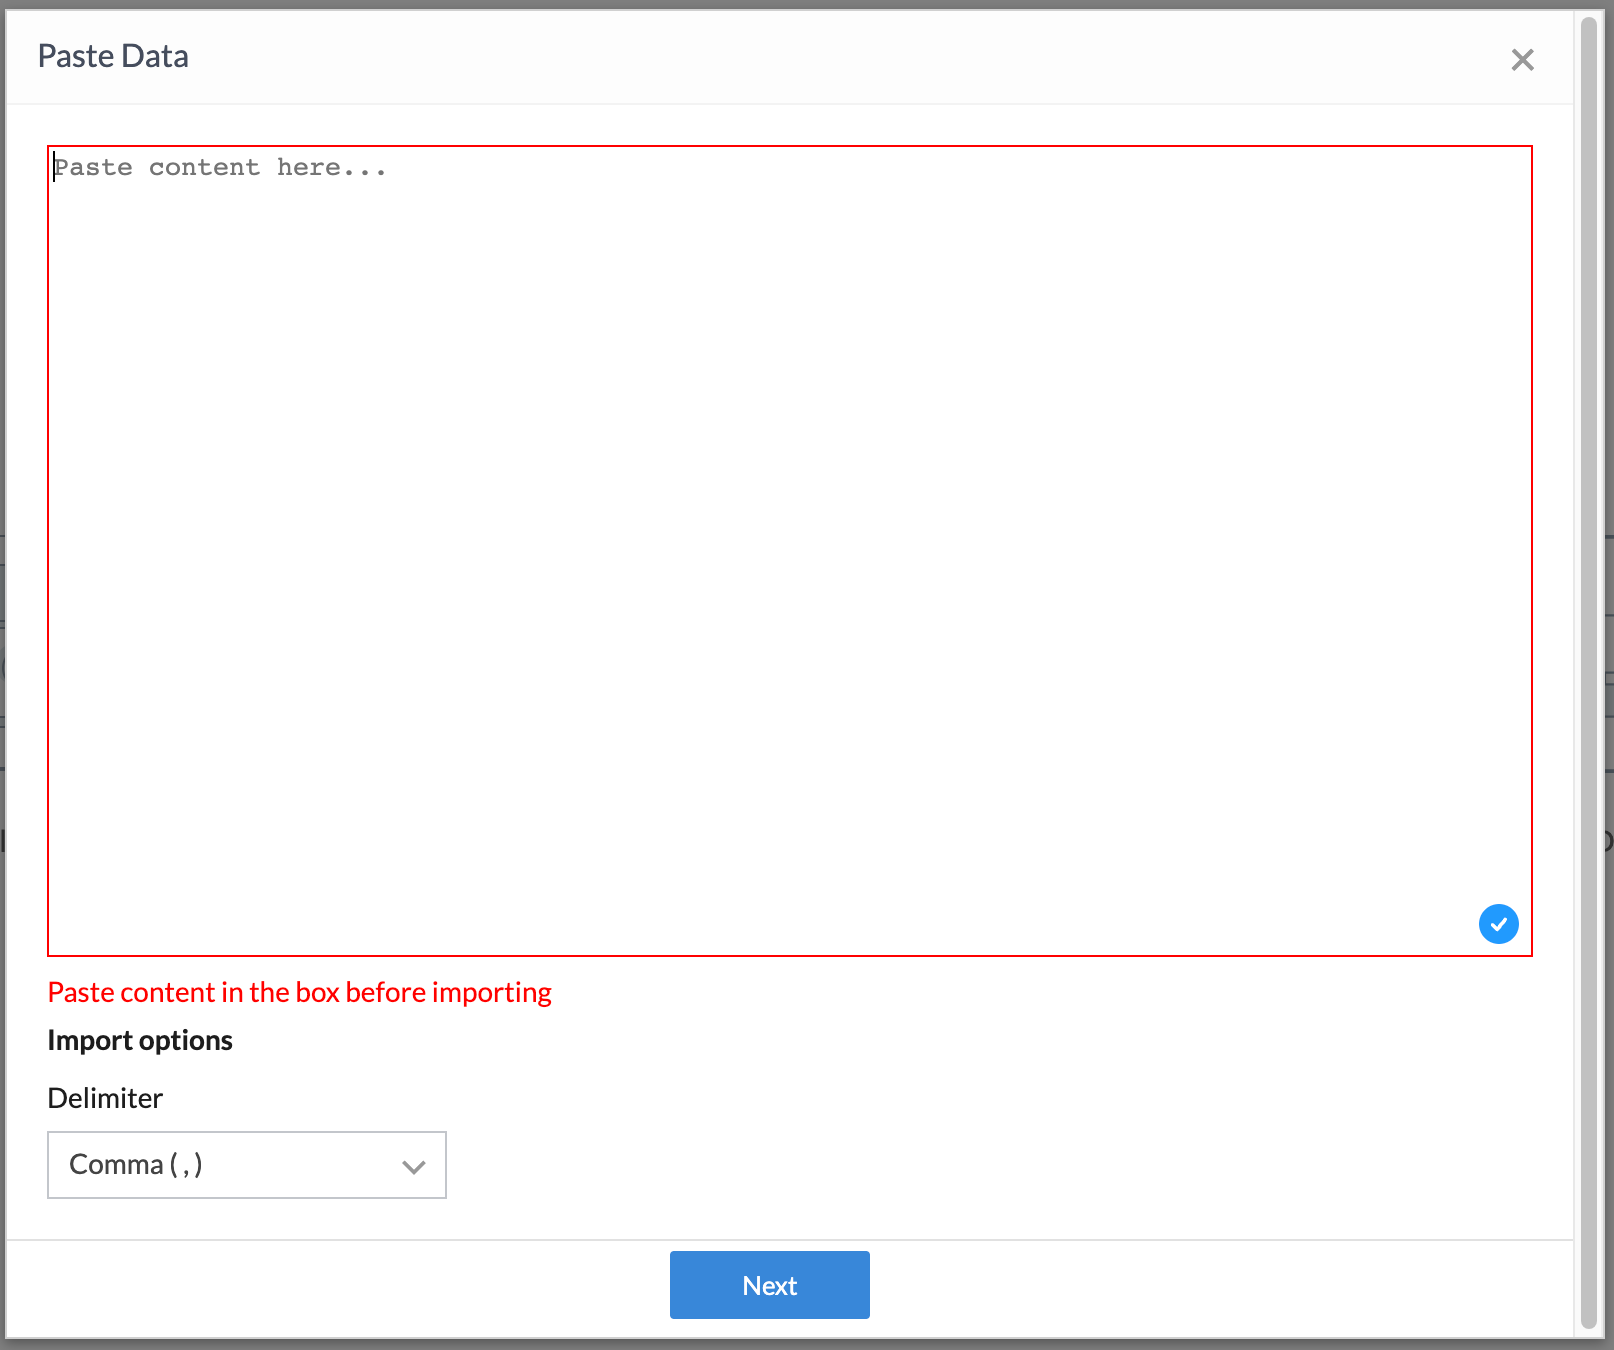 Paste Data
Paste content here...
Paste content in the box before importing
Import options
Delimiter
Comma ( , )
Next